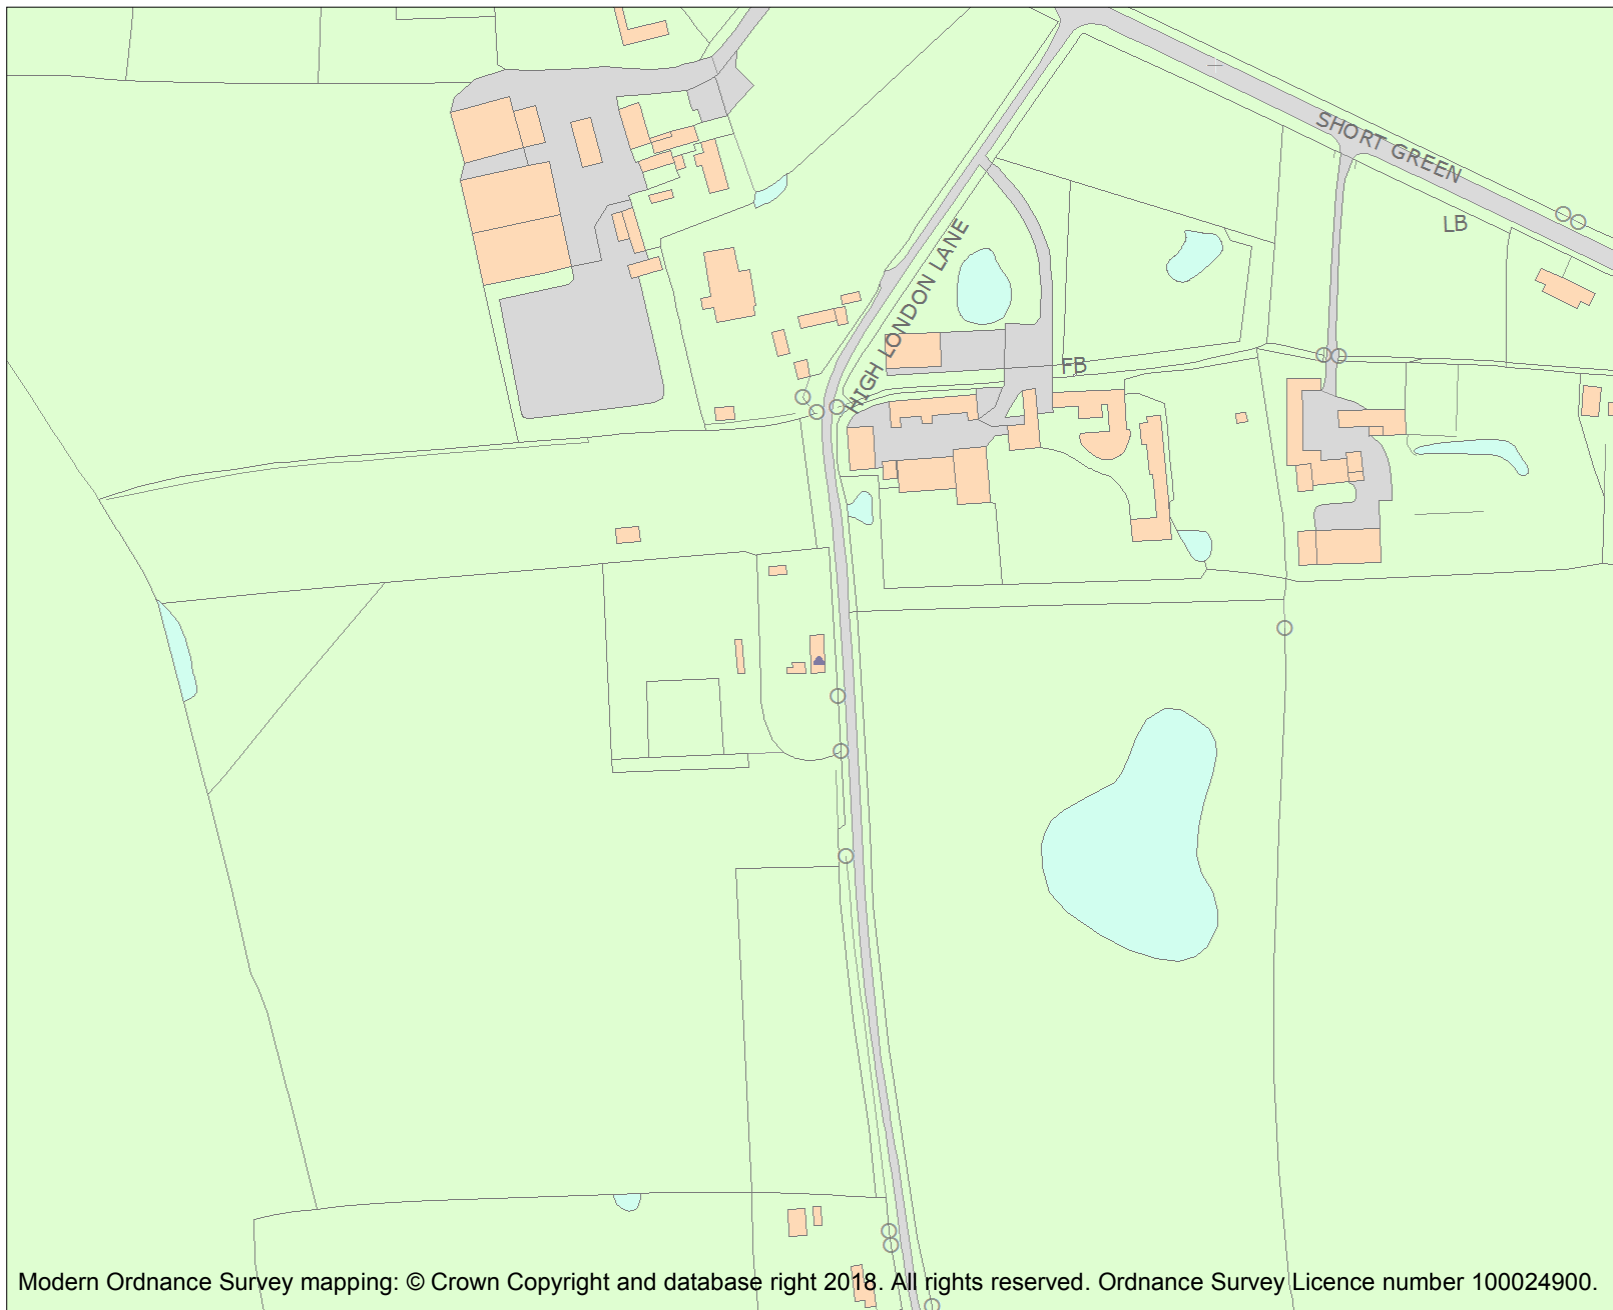 SHORT GREEN
LB
HIGH LONDON LANE
FB
Modern Ordnance Survey mapping: © Crown Copyright and database right 2018. All rights reserved. Ordnance Survey Licence number 100024900.